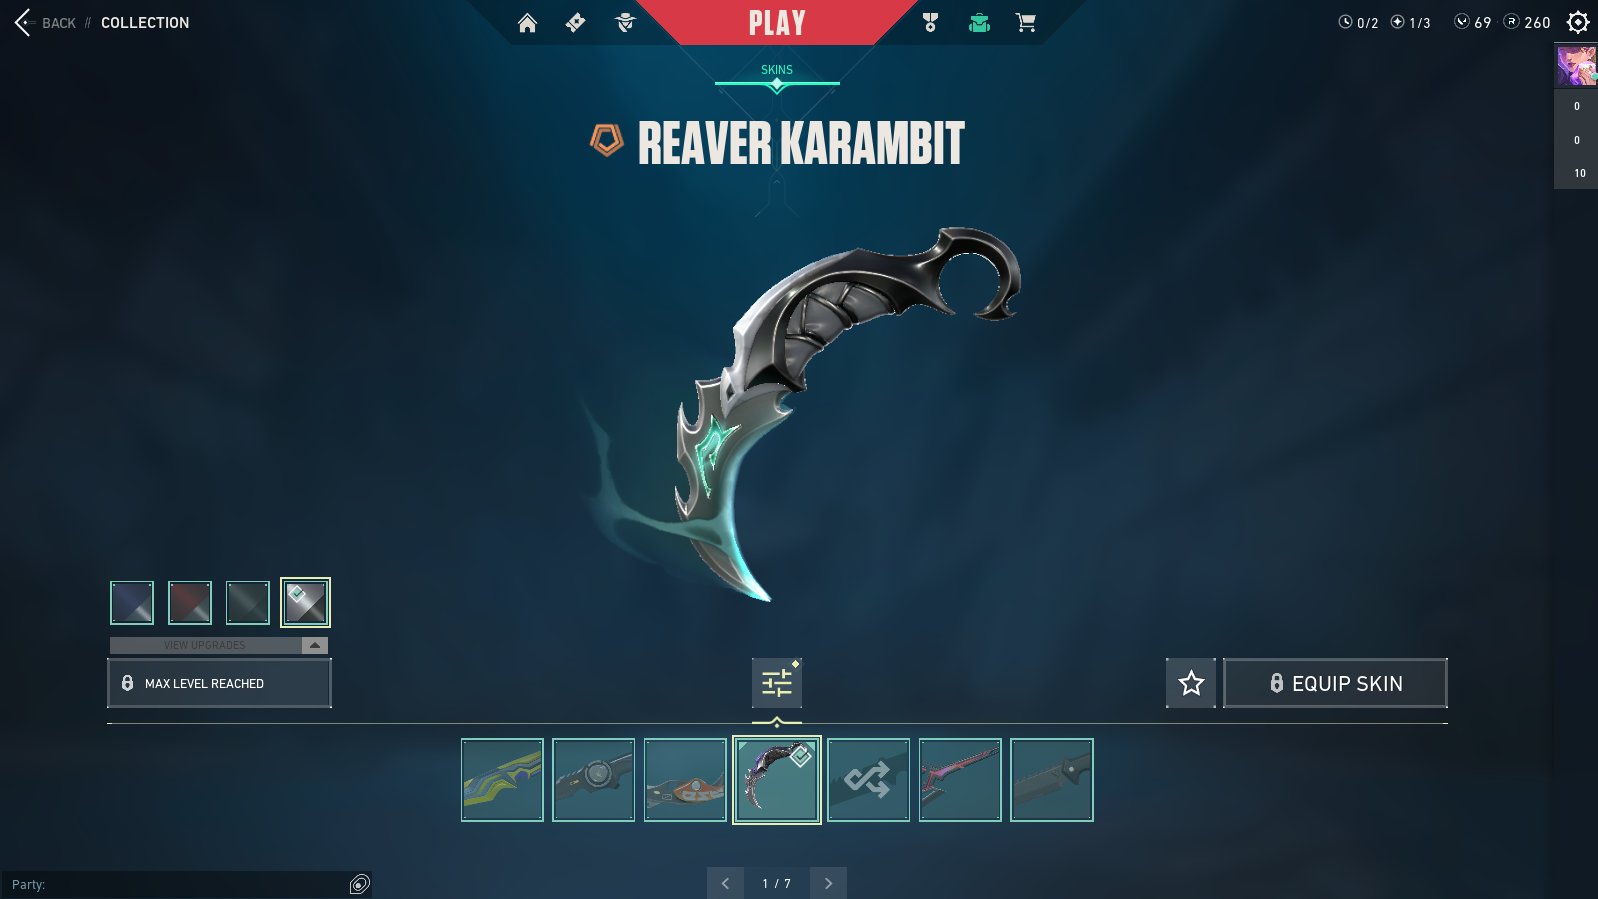 BACK // COLLECTION
PLAY
0/2 1/3 69 R 260
SKINS
REAVER KARAMBIT
0
0
10
VIEW UPGRADES
MAX LEVEL REACHED
EQUIP SKIN
Party:
1 / 7